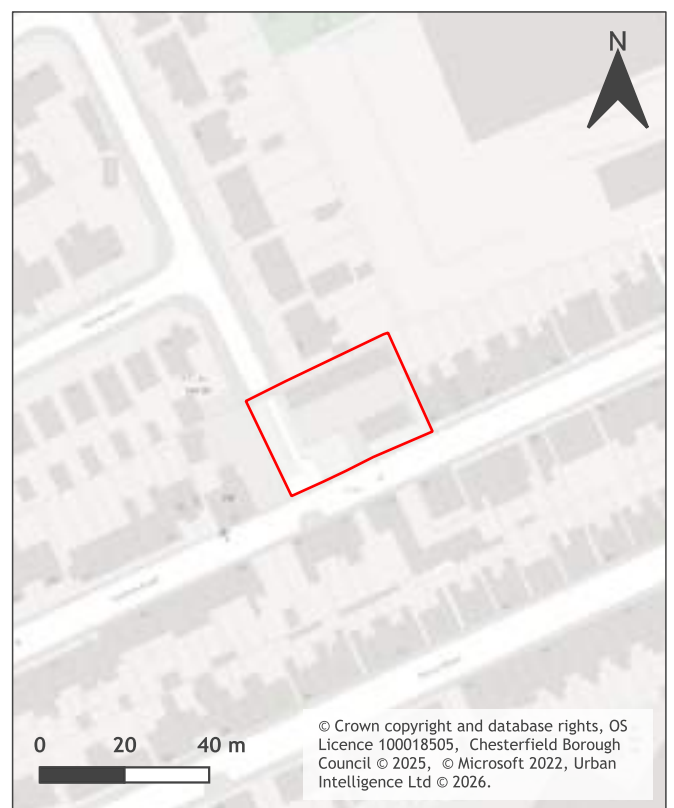 N
0 20 40 m
© Crown copyright and database rights, OS
Licence 100018505, Chesterfield Borough
Council © 2025, © Microsoft 2022, Urban
Intelligence Ltd © 2026.